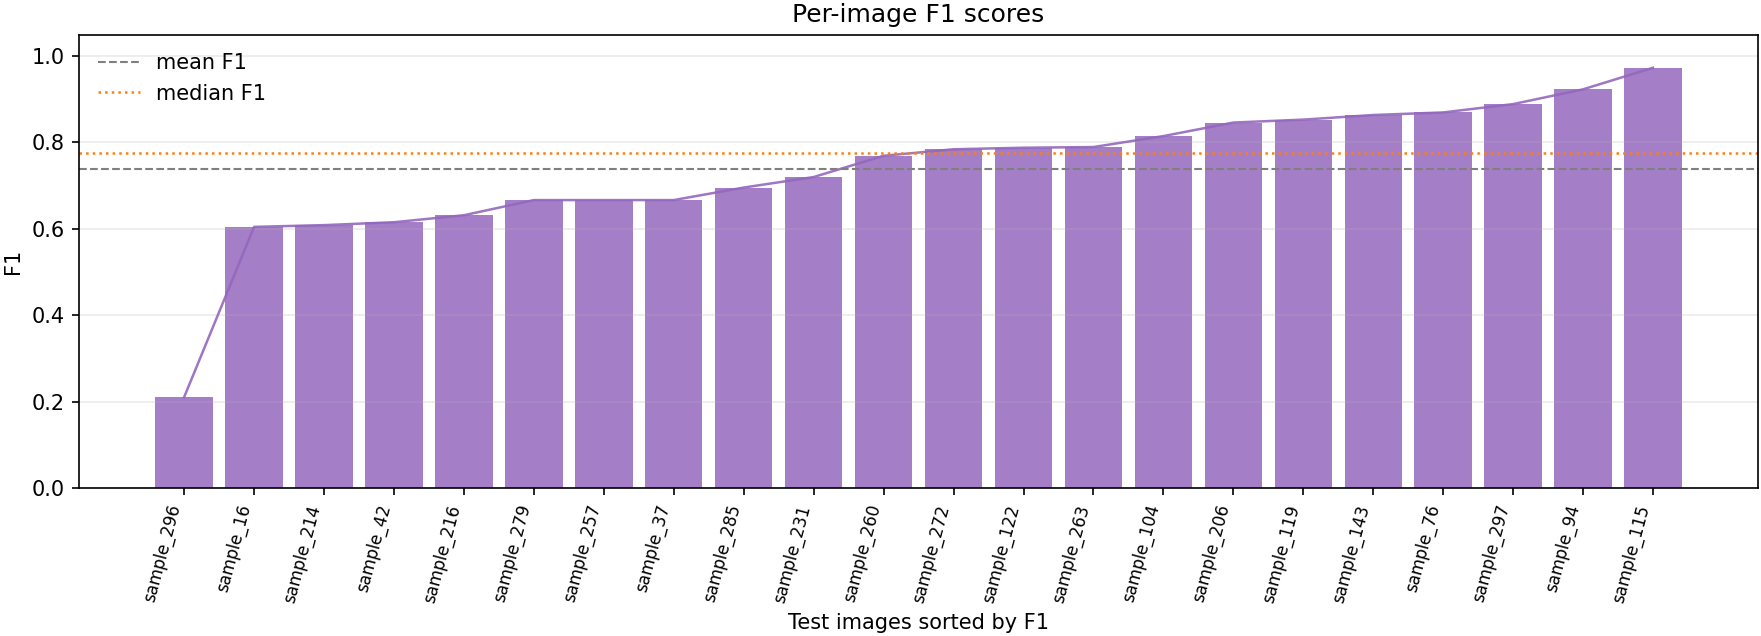 Per-image F1 scores
mean F1
median F1
F1
1.0
0.8
0.6
0.4
0.2
0.0
sample_296
sample_16
sample_214
sample_42
sample_216
sample_279
sample_257
sample_37
sample_285
sample_231
sample_260
sample_272
sample_122
sample_263
sample_104
sample_206
sample_119
sample_143
sample_76
sample_297
sample_94
sample_115
Test images sorted by F1